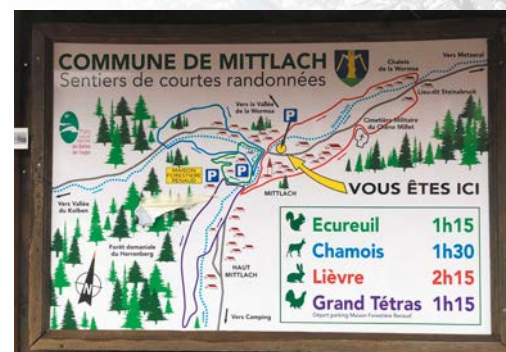 COMMUNE DE MITTLACH
Sentiers de courtes randonnées
Vers Metzeral
Chalets
de la Wormsa
Lieu-dit Steinabruck
Vers la Vallée
de la Wormsa
P
Cimetière Militaire
du Chêne Millet
MAISON
FORESTIERE
RENAUD
P
P
MITTLACH
VOUS ÊTES ICI
Vers Vallée
du Kolben
Forêt domaniale
du Herrenberg
HAUT
MITTLACH
N
Vers Camping
Ecureuil 1h15
Chamois 1h30
Lièvre 2h15
Grand Tétras 1h15
Départ parking Maison Forestière Renaud